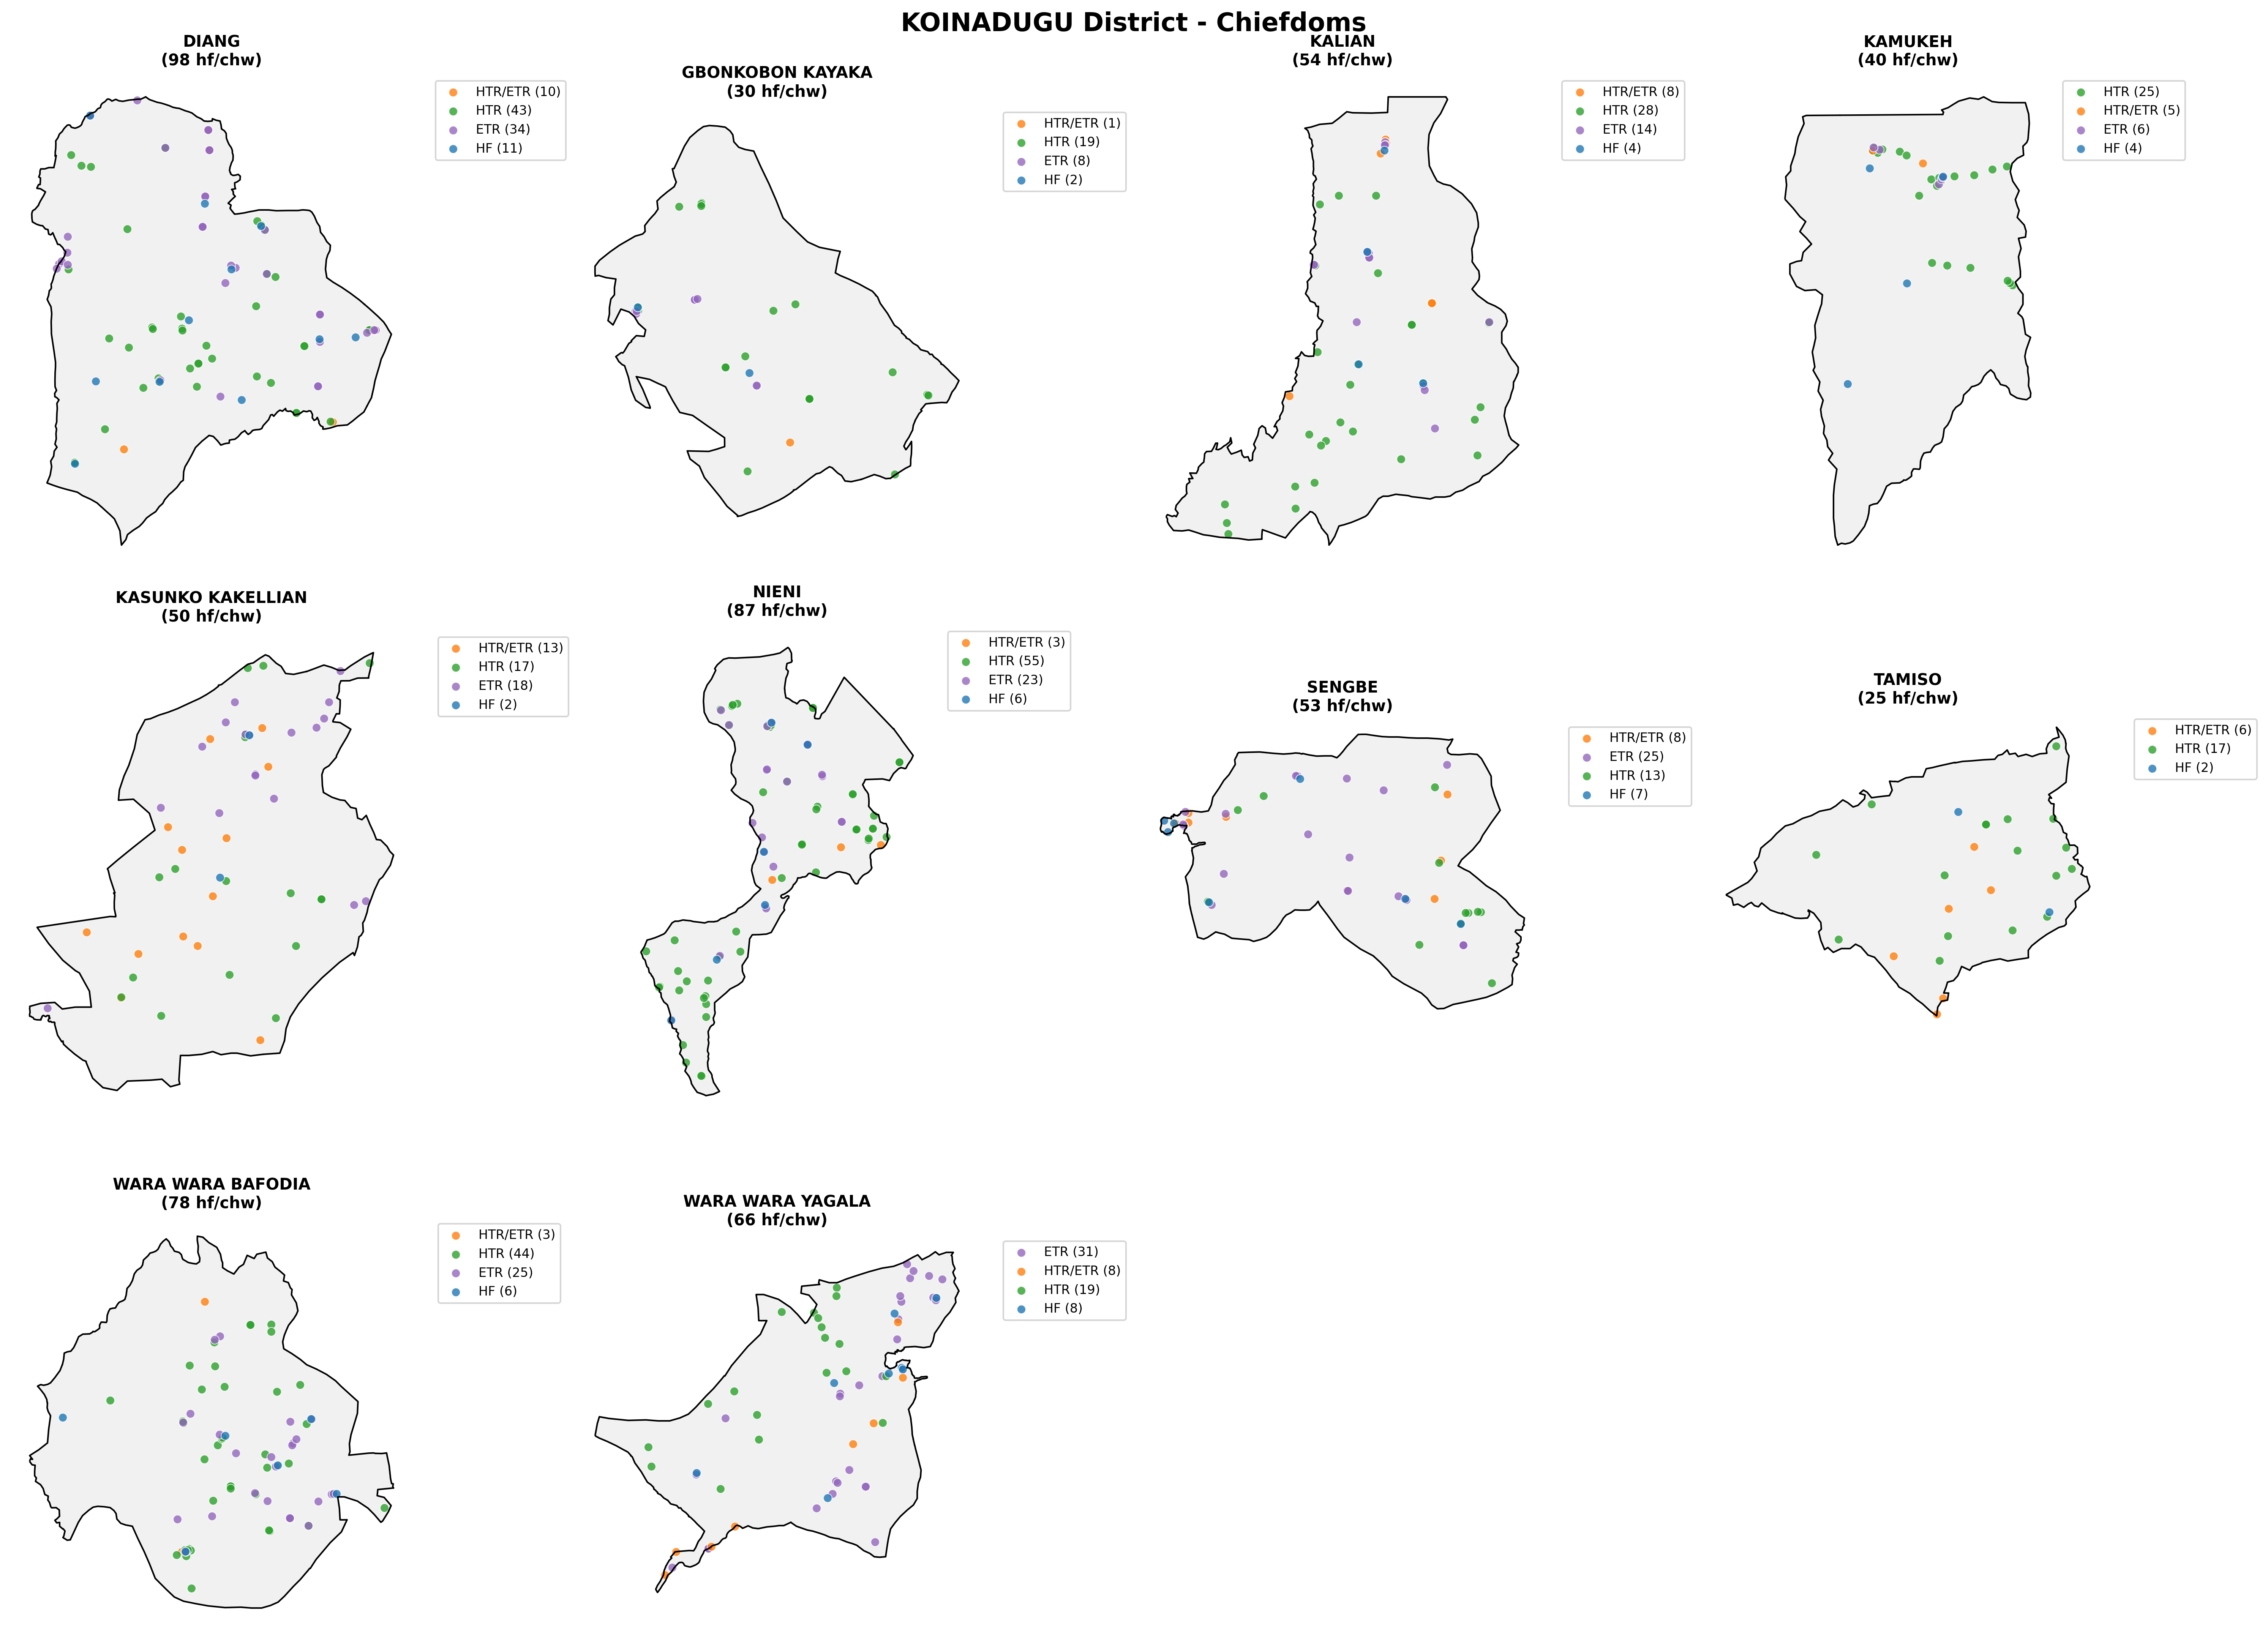 KOINADUGU District - Chiefdoms
DIANG
(98 hf/chw)
HTR/ETR (10)
HTR (43)
ETR (34)
HF (11)
GBONKOBON KAYAKA
(30 hf/chw)
HTR/ETR (1)
HTR (19)
ETR (8)
HF (2)
KALIAN
(54 hf/chw)
HTR/ETR (8)
HTR (28)
ETR (14)
HF (4)
KAMUKEH
(40 hf/chw)
HTR (25)
HTR/ETR (5)
ETR (6)
HF (4)
KASUNKO KAKELLIAN
(50 hf/chw)
HTR/ETR (13)
HTR (17)
ETR (18)
HF (2)
NIENI
(87 hf/chw)
HTR/ETR (3)
HTR (55)
ETR (23)
HF (6)
SENGBE
(53 hf/chw)
HTR/ETR (8)
ETR (25)
HTR (13)
HF (7)
TAMISO
(25 hf/chw)
HTR/ETR (6)
HTR (17)
HF (2)
WARA WARA BAFODIA
(78 hf/chw)
HTR/ETR (3)
HTR (44)
ETR (25)
HF (6)
WARA WARA YAGALA
(66 hf/chw)
ETR (31)
HTR/ETR (8)
HTR (19)
HF (8)